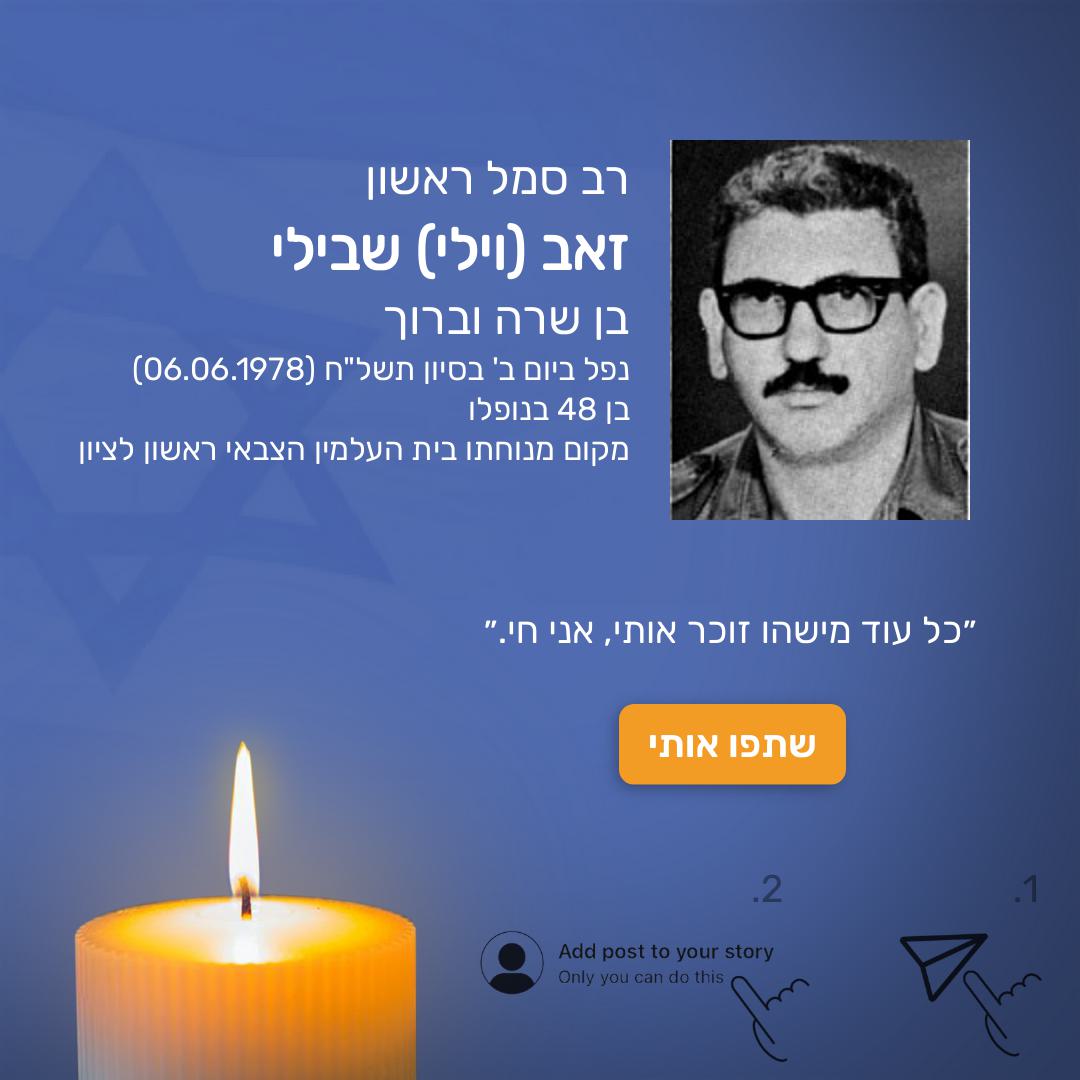 רב סמל ראשון
זאב (וילי) שבילי
בן שרה וברוך
נפל ביום ב' בסיון תשל"ח (06.06.1978)
בן 48 בנופלו
מקום מנוחתו בית העלמין הצבאי ראשון לציון
״כל עוד מישהו זוכר אותי, אני חי.״
שתפו אותי
1.
2.
Add post to your story
Only you can do this